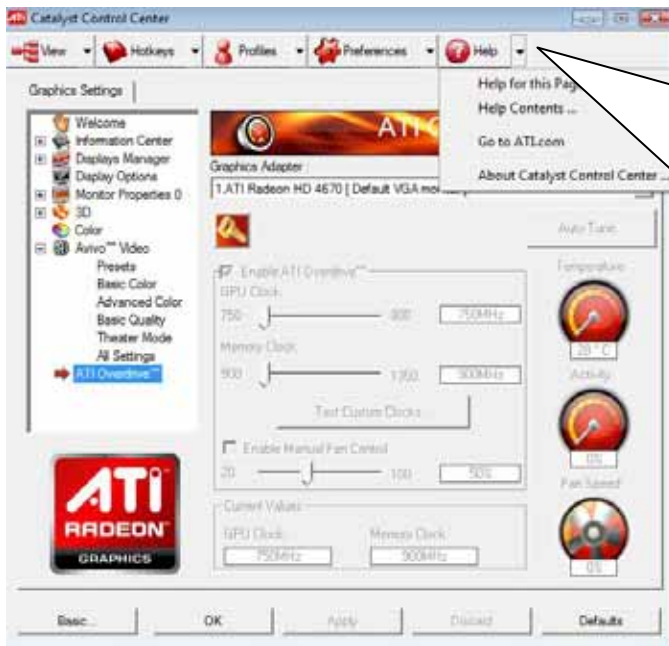 Catalyst Control Center
View
Hotkeys
Profiles
Preferences
Help
Help for this Pag
Help Contents ...
Go to ATI.com
About Catalyst Control Center ...
Graphics Settings
Welcome
Information Center
Displays Manager
Display Options
Monitor Properties 0
3D
Color
Avivo™ Video
Presets
Basic Color
Advanced Color
Basic Quality
Theater Mode
All Settings
ATI Overdrive™
ATI
RADEON
GRAPHICS
ATI
Graphics Adapter
1.ATI Radeon HD 4670 [ Default VGA mo
Auto Tune
Enable ATI Overdrive™
GPU Clock:
750
800
750MHz
Memory Clock:
900
900MHz
Test Custom Clocks
Enable Manual Fan Control
20
100
50%
Current Values
GPU Clock:
750MHz
Memory Clock:
900MHz
Temperature
28 °C
Activity
0%
Fan Speed
0%
Basic...
OK
Apply
Discard
Defaults